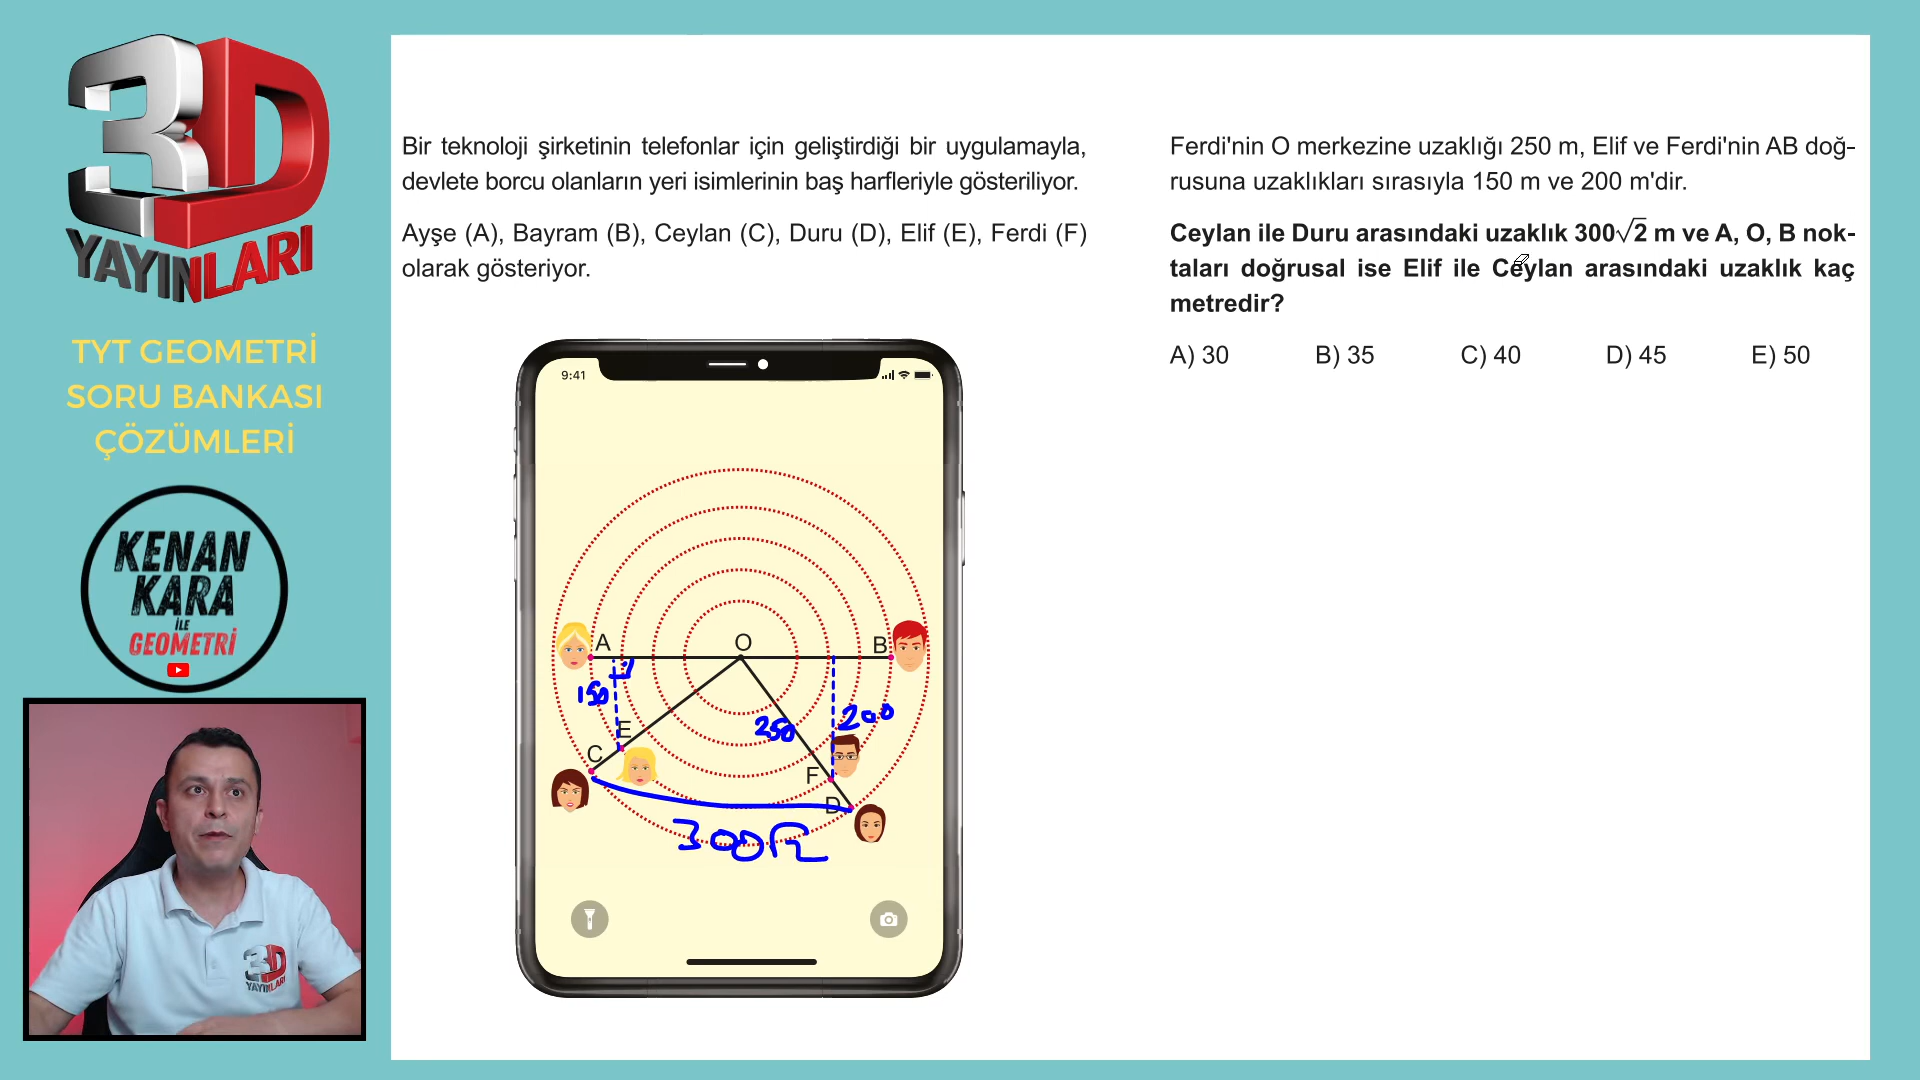 3D
YAYINLARI
TYT GEOMETRİ
SORU BANKASI
ÇÖZÜMLERİ
KENAN
KARA
İLE
GEOMETRİ
3D
YAYINLARI
Bir teknoloji şirketinin telefonlar için geliştirdiği bir uygulamayla,
devlete borcu olanların yeri isimlerinin baş harfleriyle gösteriliyor.
Ayşe (A), Bayram (B), Ceylan (C), Duru (D), Elif (E), Ferdi (F)
olarak gösteriyor.
9:41
A
O
B
150
E
250
200
C
F
D
300√2
Ferdi'nin O merkezine uzaklığı 250 m, Elif ve Ferdi'nin AB doğ-
rusuna uzaklıkları sırasıyla 150 m ve 200 m'dir.
Ceylan ile Duru arasındaki uzaklık 300√2 m ve A, O, B nok-
taları doğrusal ise Elif ile Ceylan arasındaki uzaklık kaç
metredir?
A) 30 B) 35 C) 40 D) 45 E) 50